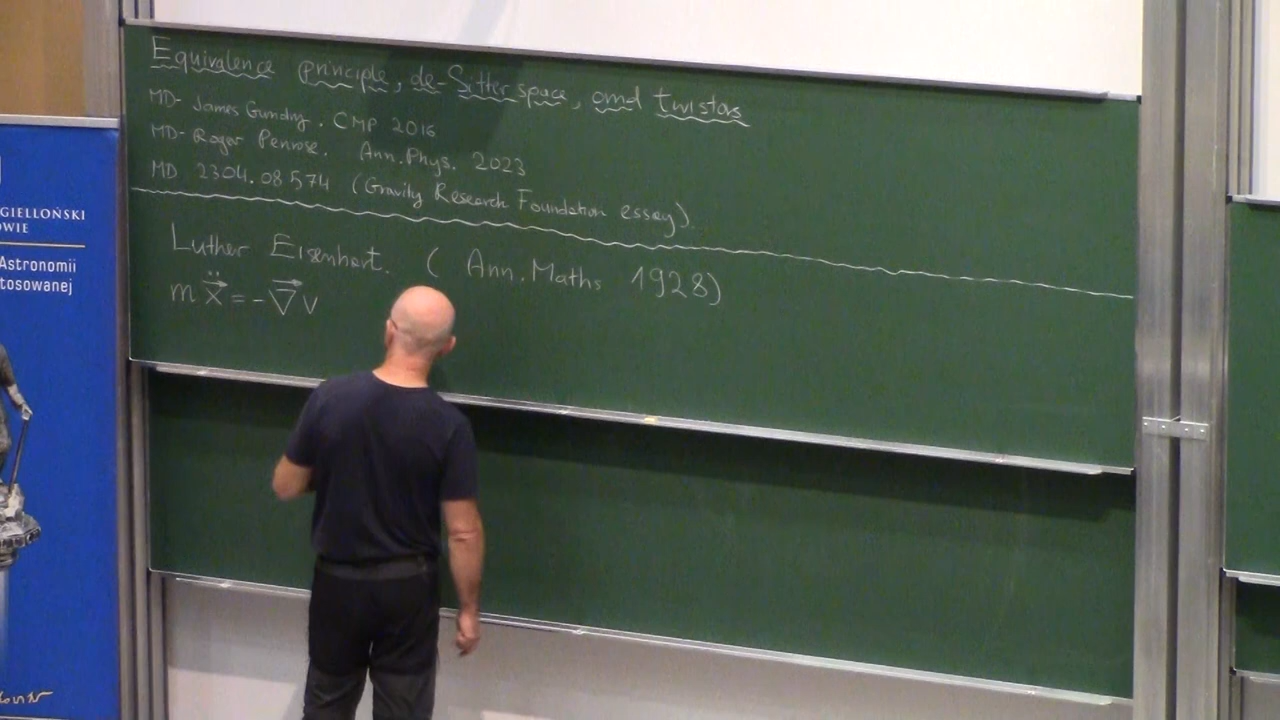 Equivalence principle, de-Sitter space, and twistors
MD- James Gundry. CMP 2016
MD- Roger Penrose. Ann.Phys. 2023
MD 2304.08574 (Gravity Research Foundation essay)
Luther Eisenhart. (Ann.Maths 1928)
m ẍ⃗ = -∇⃗ V
GIELLOŃSKI
OWIE
Astronomii
tosowanej